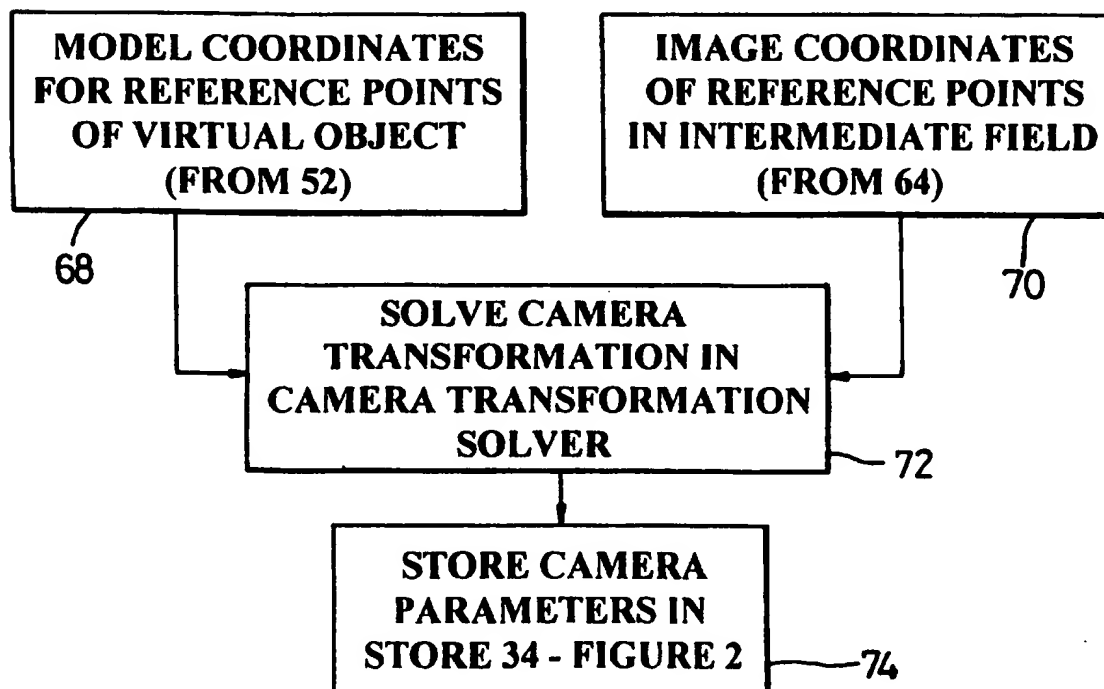 MODEL COORDINATES
FOR REFERENCE POINTS
OF VIRTUAL OBJECT
(FROM 52)
68
IMAGE COORDINATES
OF REFERENCE POINTS
IN INTERMEDIATE FIELD
(FROM 64)
70
SOLVE CAMERA
TRANSFORMATION IN
CAMERA TRANSFORMATION
SOLVER
72
STORE CAMERA
PARAMETERS IN
STORE 34 - FIGURE 2
74